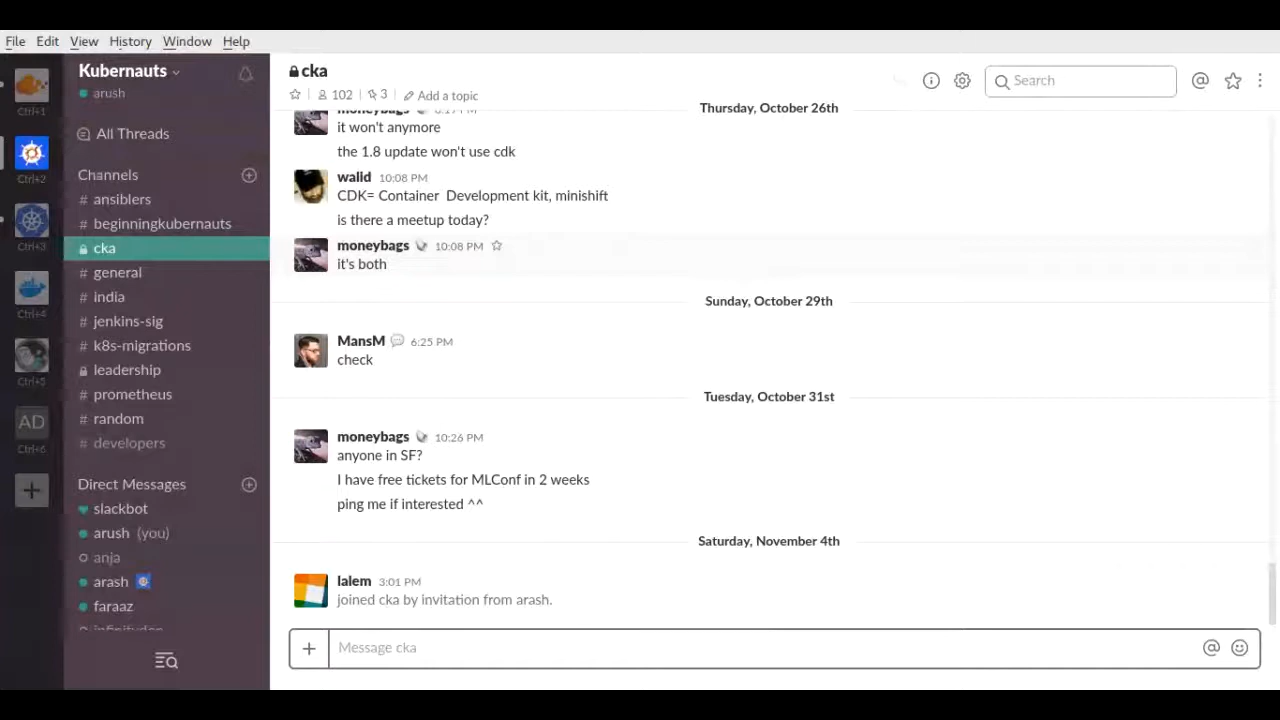 File Edit View History Window Help
Kubernauts
arush
All Threads
Channels
# ansiblers
# beginningkubernauts
cka
# general
# india
# jenkins-sig
# k8s-migrations
leadership
# prometheus
# random
# developers
Direct Messages
slackbot
arush (you)
anja
arash
faraaz
Ctrl+1
Ctrl+2
Ctrl+3
Ctrl+4
Ctrl+5
AD
Ctrl+6
cka
102 3 Add a topic
Search
Thursday, October 26th
moneybags
it won't anymore
the 1.8 update won't use cdk
walid 10:08 PM
CDK= Container Development kit, minishift
is there a meetup today?
moneybags 10:08 PM
it's both
Sunday, October 29th
MansM 6:25 PM
check
Tuesday, October 31st
moneybags 10:26 PM
anyone in SF?
I have free tickets for MLConf in 2 weeks
ping me if interested ^^
Saturday, November 4th
lalem 3:01 PM
joined cka by invitation from arash.
Message cka